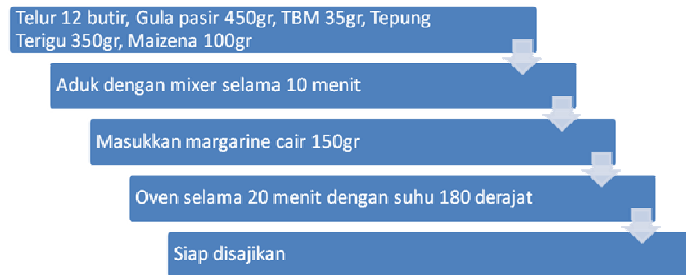 Telur 12 butir, Gula pasir 450gr, TBM 35gr, Tepung
Terigu 350gr, Maizena 100gr
Aduk dengan mixer selama 10 menit
Masukkan margarine cair 150gr
Oven selama 20 menit dengan suhu 180 derajat
Siap disajikan